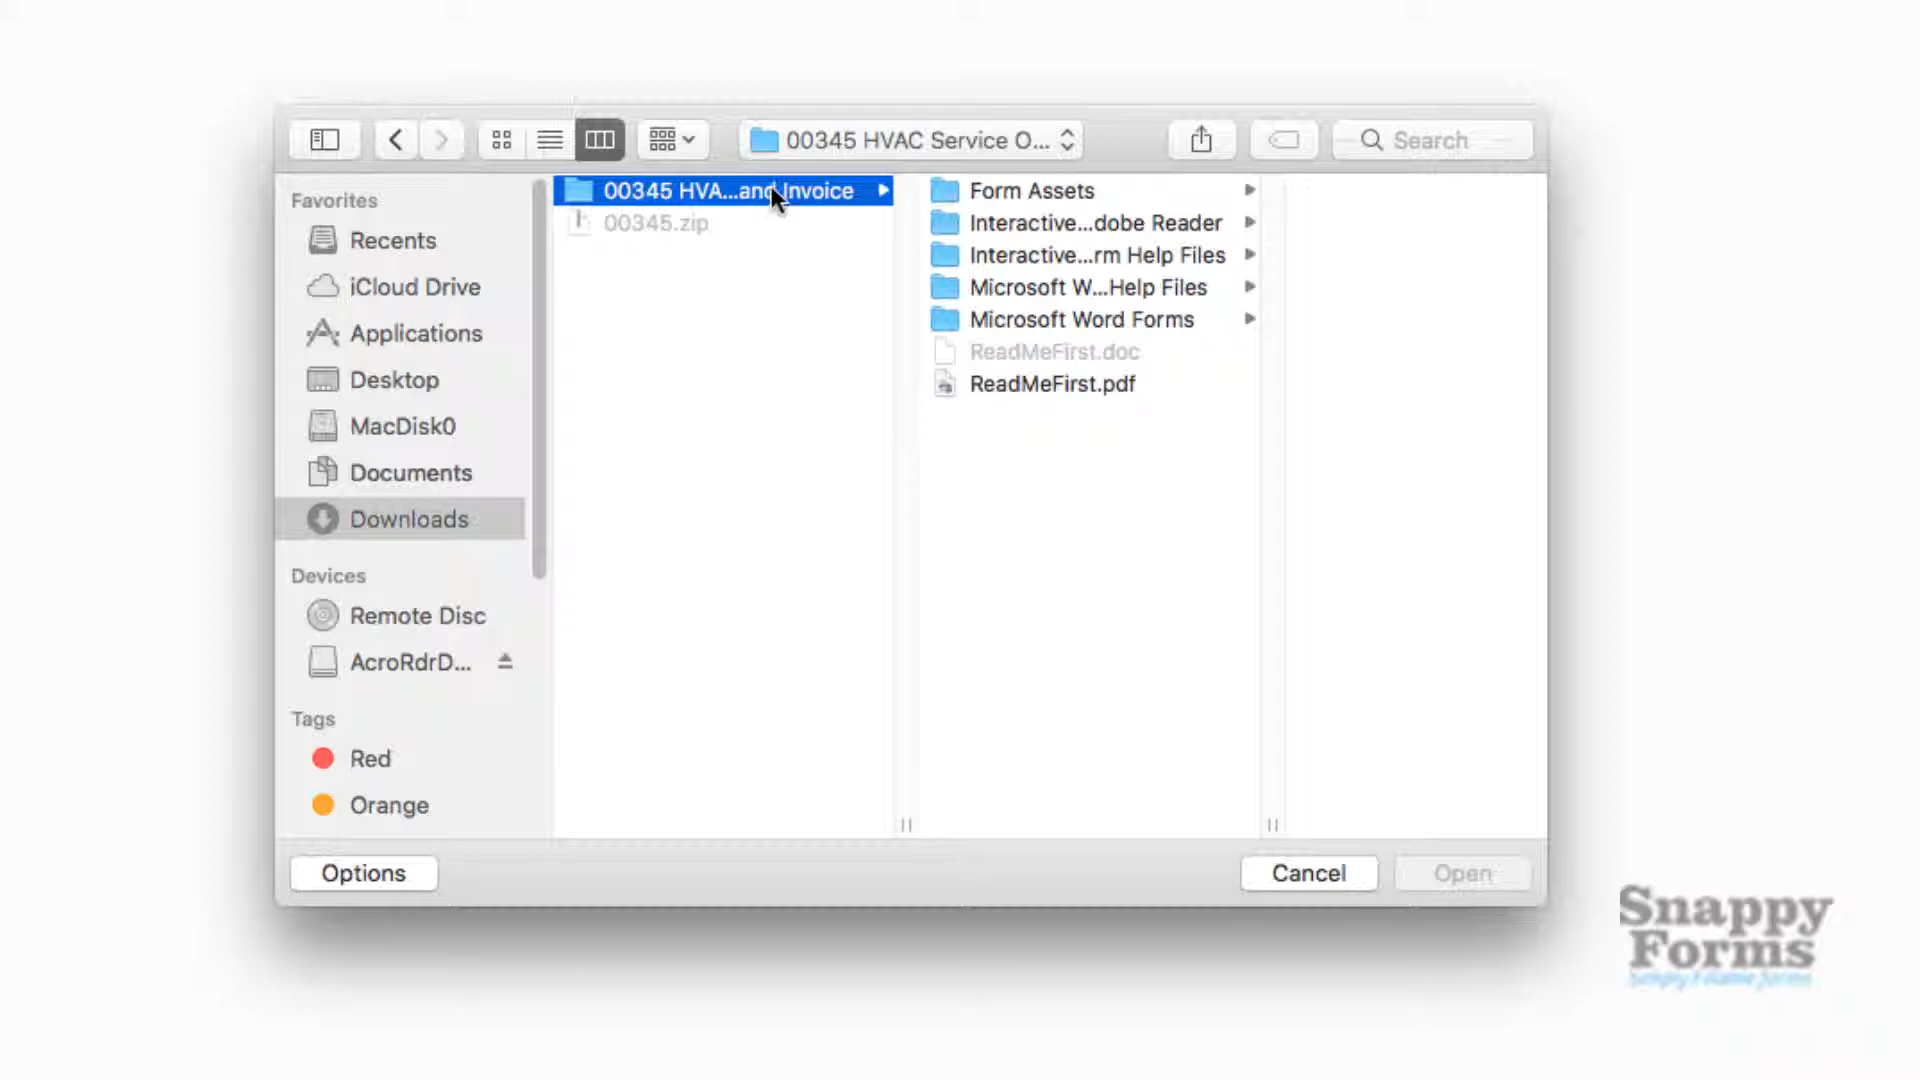 00345 HVAC Service O...
Search
Favorites
Recents
iCloud Drive
Applications
Desktop
MacDisk0
Documents
Downloads
Devices
Remote Disc
AcroRdrD...
Tags
Red
Orange
00345 HVA...and Invoice
00345.zip
Form Assets
Interactive...dobe Reader
Interactive...rm Help Files
Microsoft W...Help Files
Microsoft Word Forms
ReadMeFirst.doc
ReadMeFirst.pdf
Options
Cancel
Open
Snappy
Forms